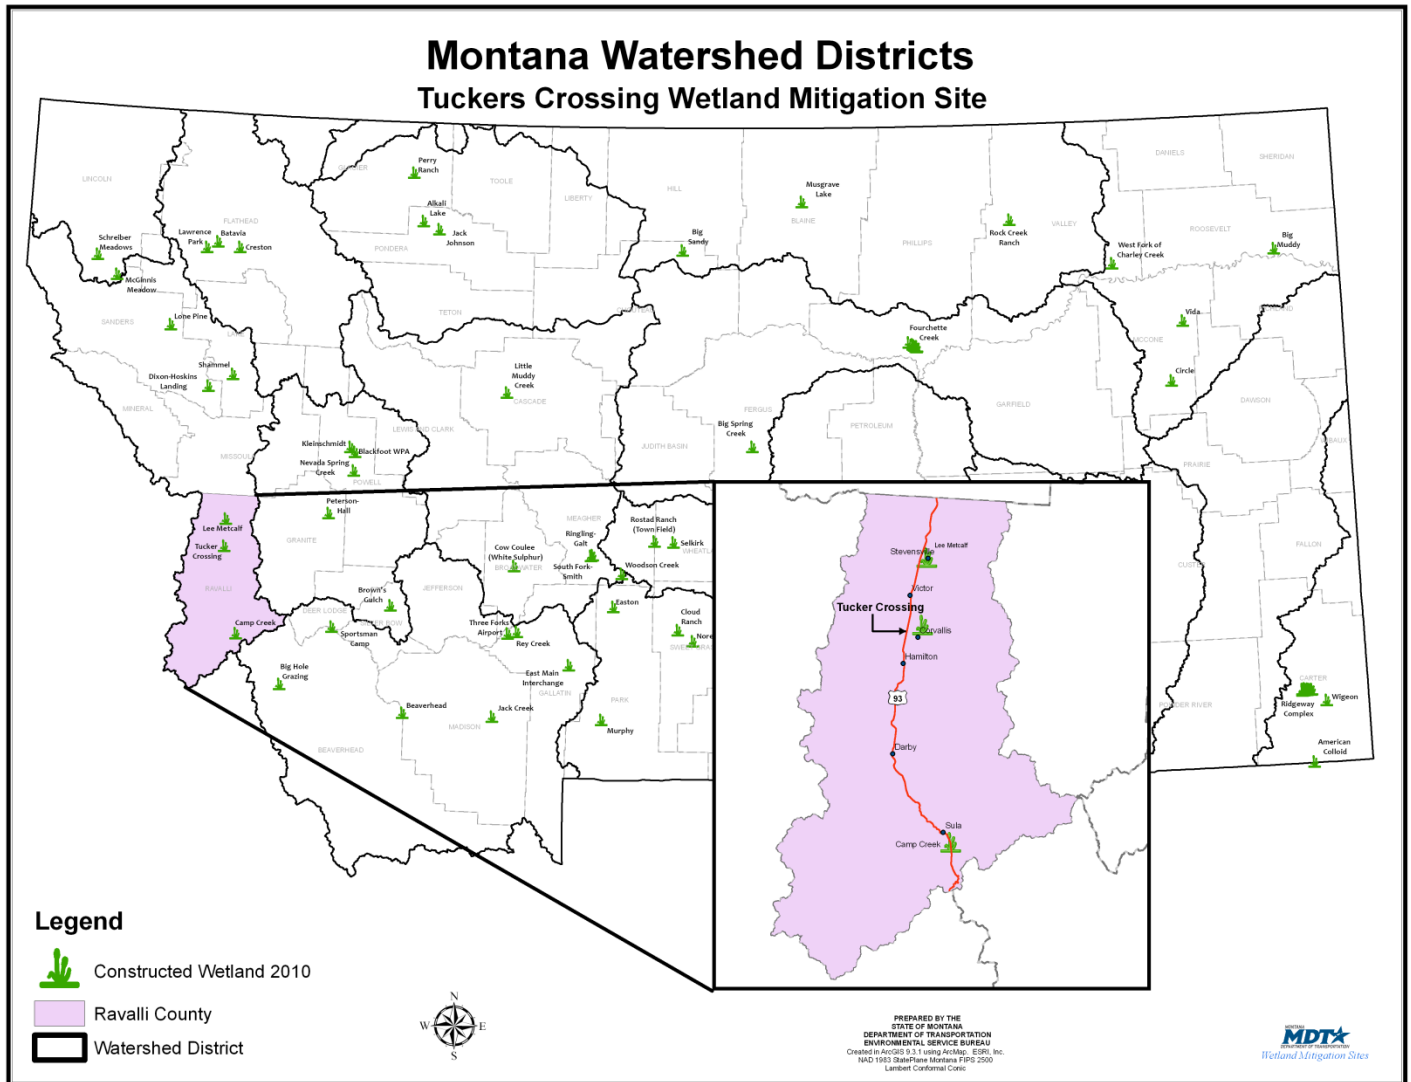 Montana Watershed Districts
Tuckers Crossing Wetland Mitigation Site
LINCOLN
FLATHEAD
GLACIER
TOOLE
LIBERTY
HILL
BLAINE
PHILLIPS
VALLEY
DANIELS
SHERIDAN
ROOSEVELT
Perry
Ranch
Alkali
Lake
Jack
Johnson
PONDERA
TETON
Musgrave
Lake
Big
Sandy
Rock Creek
Ranch
West Fork of
Charley Creek
Big
Muddy
Schreiber
Meadows
McGinnis
Meadow
Lawrence
Park
Batavia
Creston
SANDERS
Lone Pine
LAKE
Shammel
Dixon-Hoskins
Landing
MINERAL
MISSOULA
Little
Muddy
Creek
CASCADE
LEWIS AND CLARK
Kleinschmidt
Blackfoot WPA
Nevada Spring
Creek
POWELL
Fourchette
Creek
FERGUS
Big Spring
Creek
JUDITH BASIN
PETROLEUM
GARFIELD
Vida
MCCONE
Circle
DAWSON
PRAIRIE
WIBAUX
FALLON
CUSTER
Lee Metcalf
Tucker
Crossing
RAVALLI
Camp Creek
Peterson-
Hall
GRANITE
DEER LODGE
Brown's
Gulch
Sportsman
Camp
Big Hole
Grazing
BEAVERHEAD
Beaverhead
JEFFERSON
MEAGHER
Cow Coulee
(White Sulphur)
BROADWATER
Ringling-
Galt
South Fork-
Smith
Rostad Ranch
(Town Field)
Selkirk
Woodson Creek
Three Forks
Airport
Rey Creek
East Main
Interchange
GALLATIN
Jack Creek
MADISON
Easton
Cloud
Ranch
PARK
Murphy
Stevensville
Lee Metcalf
Victor
Tucker Crossing
Corvallis
Hamilton
93
Darby
Sula
Camp Creek
POWDER RIVER
CARTER
Ridgeway
Complex
Wigeon
American
Colloid
Legend
Constructed Wetland 2010
Ravalli County
Watershed District
N
W
E
S
PREPARED BY THE
STATE OF MONTANA
DEPARTMENT OF TRANSPORTATION
ENVIRONMENTAL SERVICE BUREAU
Created in ArcGIS 9.3.1 using ArcMap. ESRI, Inc.
NAD 1983 StatePlane Montana FIPS 2500
Lambert Conformal Conic
MONTANA
MDT
DEPARTMENT OF TRANSPORTATION
Wetland Mitigation Sites